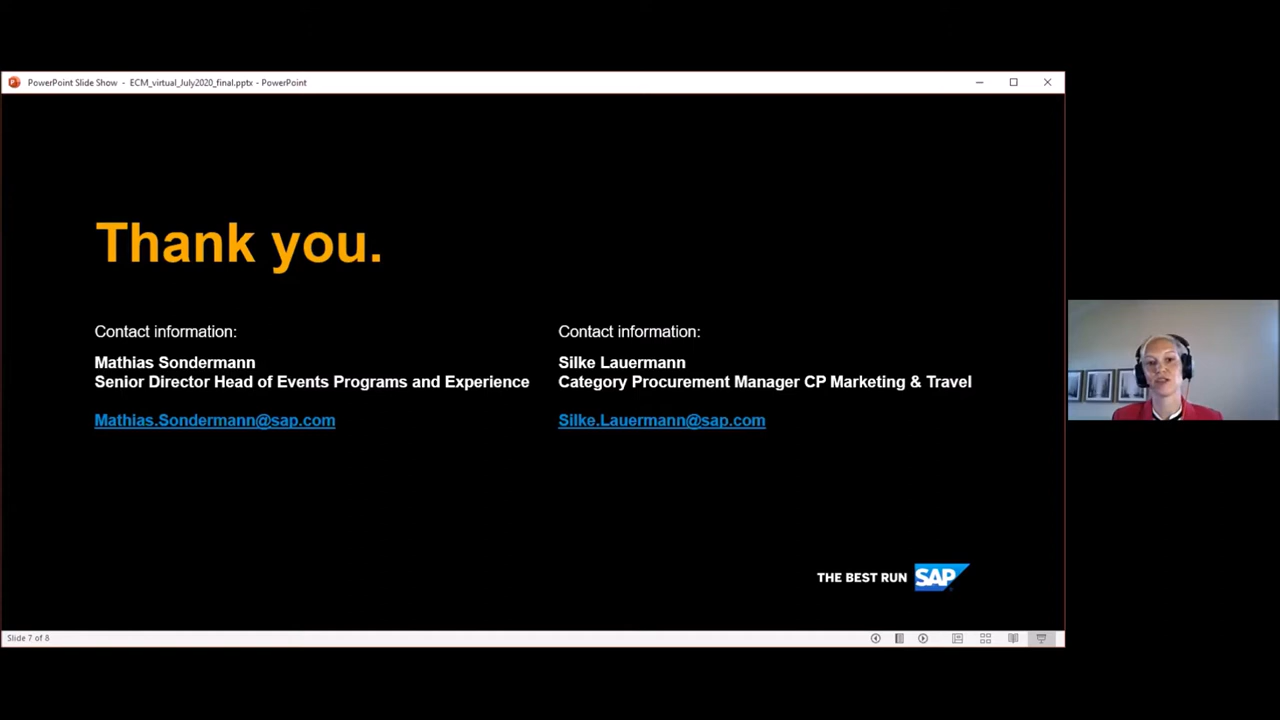 PowerPoint Slide Show - ECM_virtual_July2020_final.pptx - PowerPoint
Thank you.
Contact information:
Mathias Sondermann
Senior Director Head of Events Programs and Experience
Mathias.Sondermann@sap.com
Contact information:
Silke Lauermann
Category Procurement Manager CP Marketing & Travel
Silke.Lauermann@sap.com
THE BEST RUN SAP
Slide 7 of 8